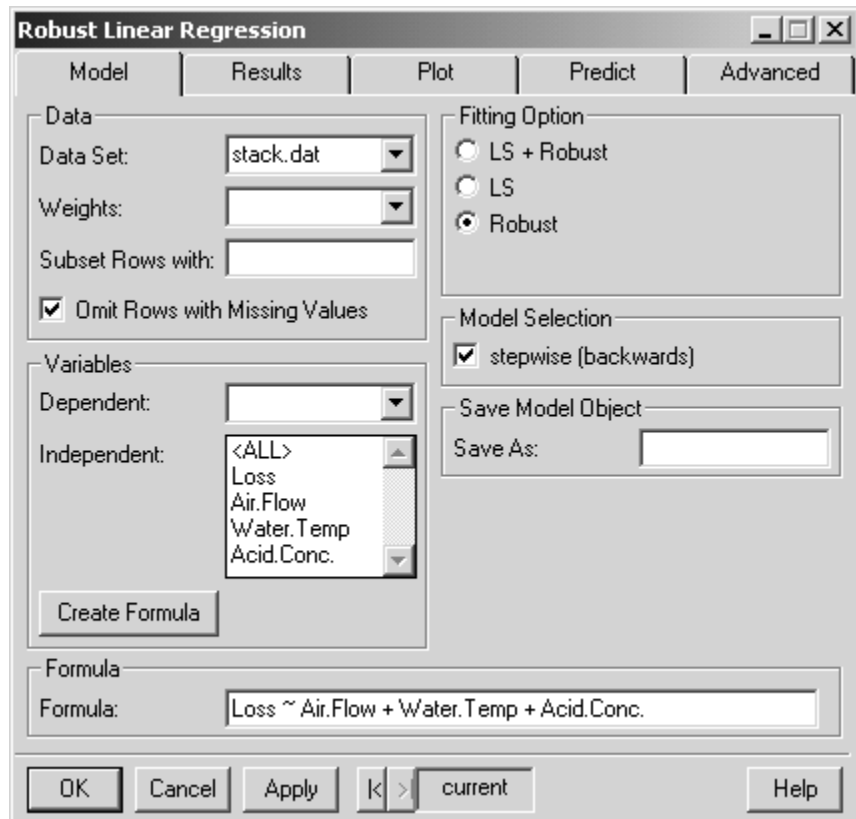 Robust Linear Regression
Model Results Plot Predict Advanced
Data
Data Set: stack.dat
Weights:
Subset Rows with:
Omit Rows with Missing Values
Variables
Dependent:
Independent: <ALL>
Loss
Air.Flow
Water.Temp
Acid.Conc.
Create Formula
Fitting Option
LS + Robust
LS
Robust
Model Selection
stepwise (backwards)
Save Model Object
Save As:
Formula
Formula: Loss ~ Air.Flow + Water.Temp + Acid.Conc.
OK Cancel Apply current Help